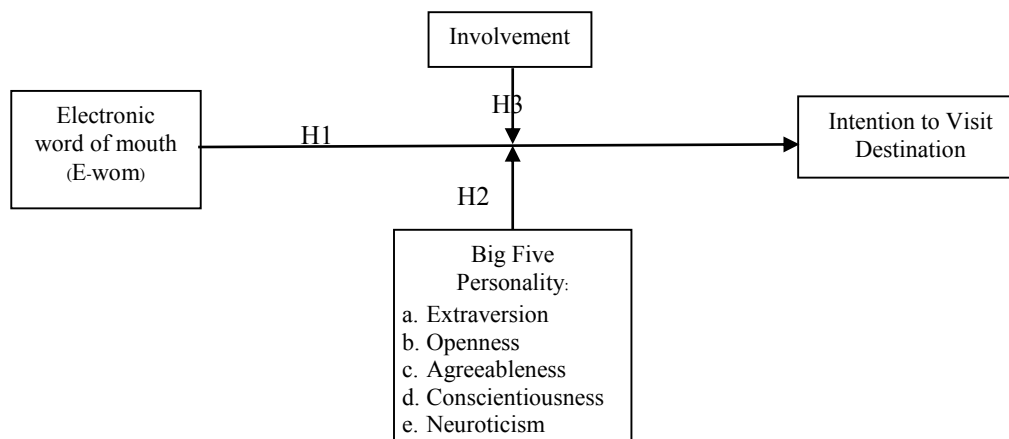 Involvement
H3
Electronic
word of mouth
(E-wom)
H1
Intention to Visit
Destination
H2
Big Five
Personality:
a. Extraversion
b. Openness
c. Agreeableness
d. Conscientiousness
e. Neuroticism